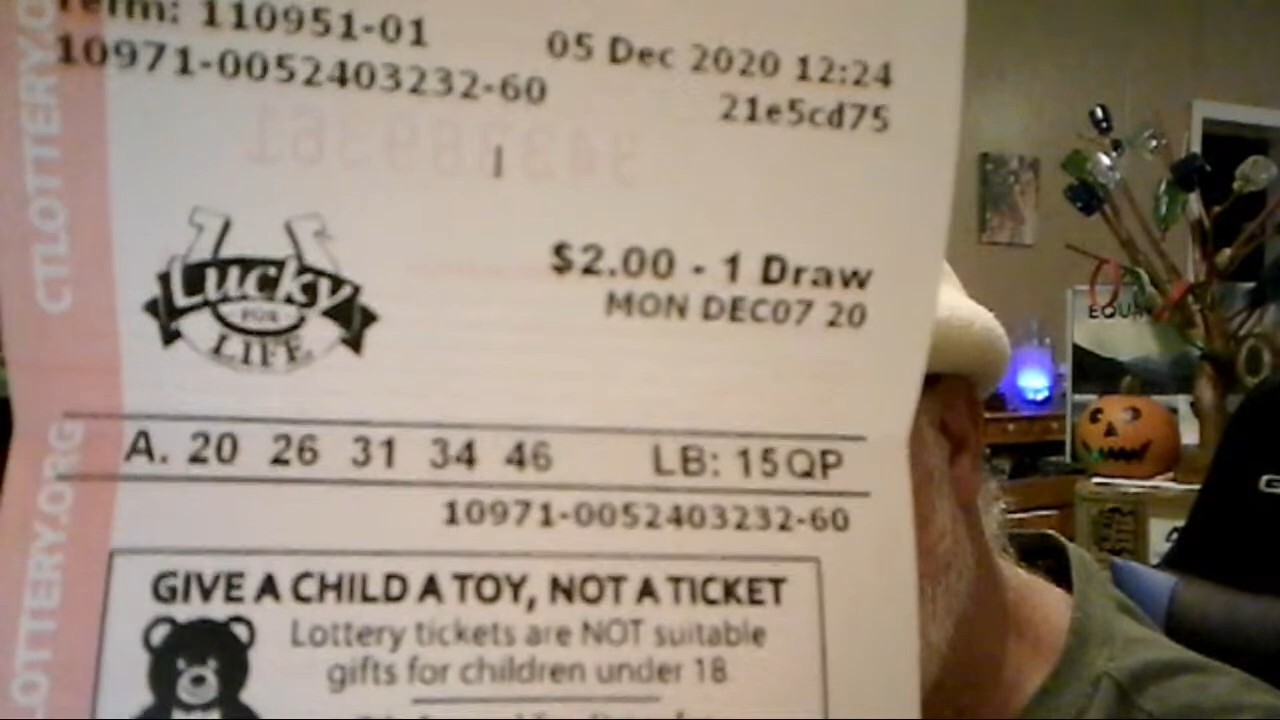 Term: 110951-01
05 Dec 2020 12:24
10971-0052403232-60
21e5cd75
Lucky
FOR
LIFE
$2.00 - 1 Draw
MON DEC07 20
A. 20 26 31 34 46 LB: 15QP
10971-0052403232-60
GIVE A CHILD A TOY, NOT A TICKET
Lottery tickets are NOT suitable
gifts for children under 18
CTLOTTERY.O
LOTTERY.ORG